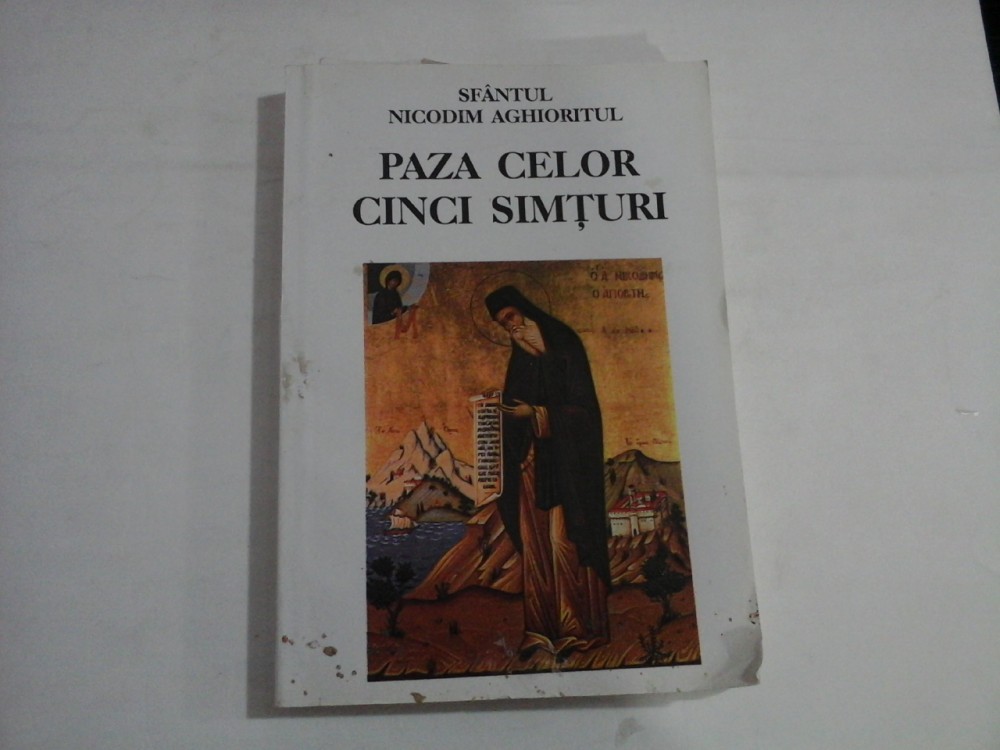 SFÂNTUL
NICODIM AGHIORITUL
PAZA CELOR
CINCI SIMȚURI